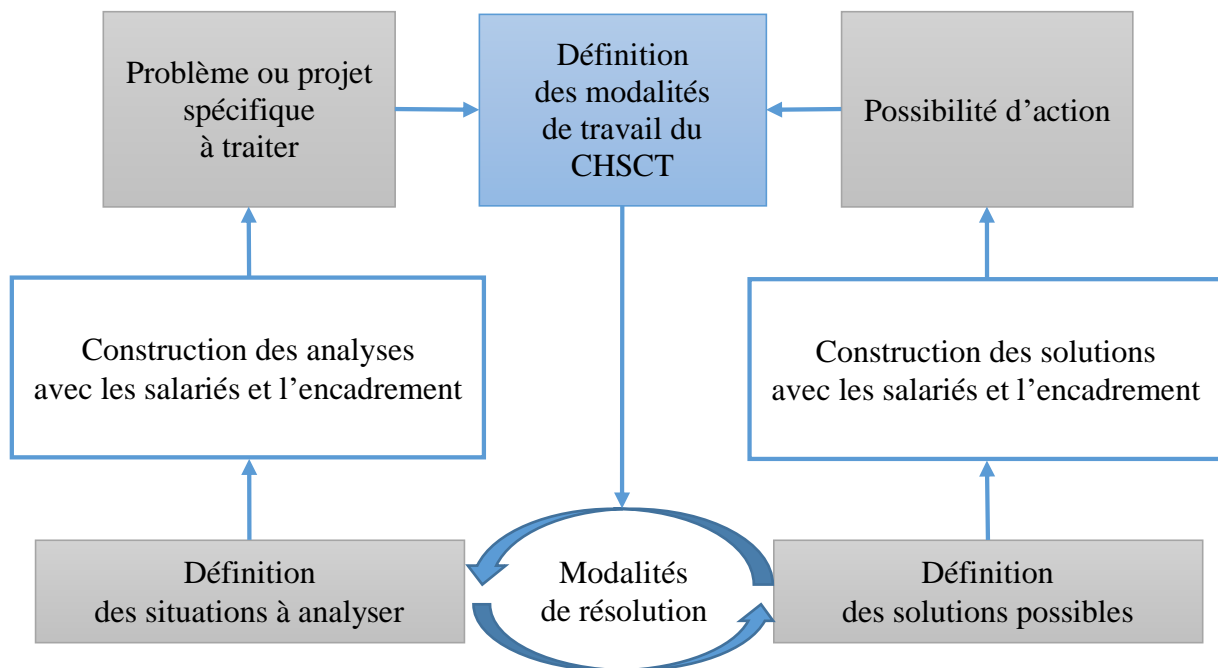 Problème ou projet
spécifique
à traiter
Définition
des modalités
de travail du
CHSCT
Possibilité d’action
Construction des analyses
avec les salariés et l’encadrement
Construction des solutions
avec les salariés et l’encadrement
Définition
des situations à analyser
Modalités
de résolution
Définition
des solutions possibles